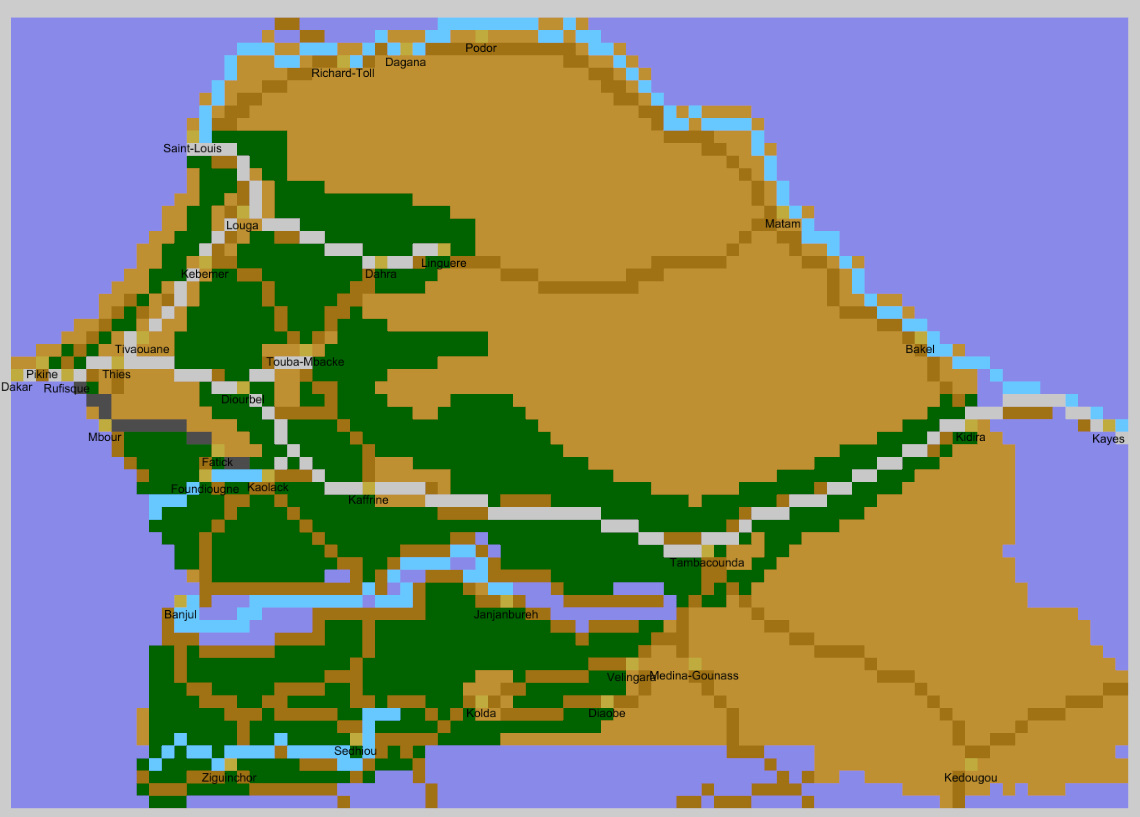 Podor
Dagana
Richard-Toll
Saint-Louis
Louga
Matam
Linguere
Kebemer
Dahra
Tivaouane
Bakel
Touba-Mbacke
Pikine
Thies
Dakar
Rufisque
Diourbel
Mbour
Kidira
Kayes
Fatick
Foundiougne
Kaolack
Kaffrine
Tambacounda
Banjul
Janjanbureh
Velingara
Medina-Gounass
Kolda
Diaobe
Sedhiou
Ziguinchor
Kedougou